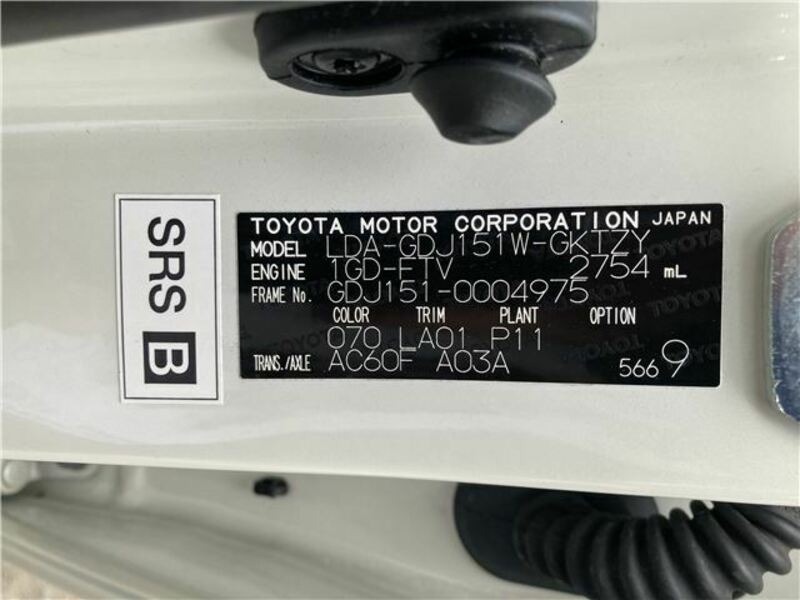 SRS B
TOYOTA MOTOR CORPORATION JAPAN
MODEL LDA-GDJ151W-GKTZY
ENGINE 1GD-FTV 2754 mL
FRAME No. GDJ151-0004975
COLOR TRIM PLANT OPTION
070 LA01 P11
TRANS./AXLE AC60F A03A 5669